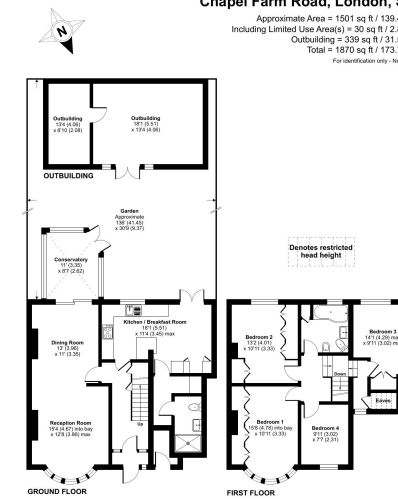 Chapel Farm Road, London,
Approximate Area = 1501 sq ft / 139.
Including Limited Use Area(s) = 30 sq ft / 2.
Outbuilding = 339 sq ft / 31.
Total = 1870 sq ft / 173.
For identification only - No
N
Outbuilding
13'4 (4.06)
x 6'10 (2.08)
Outbuilding
18'1 (5.51)
x 13'4 (4.06)
OUTBUILDING
Garden
Approximate
136' (41.45)
x 30'9 (9.37)
Conservatory
11' (3.35)
x 8'7 (2.62)
Denotes restricted
head height
Kitchen / Breakfast Room
18'1 (5.51)
x 11'4 (3.45) max
Dining Room
13' (3.96)
x 11' (3.35)
Up
Reception Room
15'4 (4.67) into bay
x 12'8 (3.86) max
GROUND FLOOR
Bedroom 2
13'2 (4.01)
x 10'11 (3.33)
Bedroom 3
14'1 (4.29) ma
x 9'11 (3.02) m
Down
Eaves
Bedroom 1
15'8 (4.78) into bay
x 10'11 (3.33)
Bedroom 4
9'11 (3.02)
x 7'7 (2.31)
FIRST FLOOR